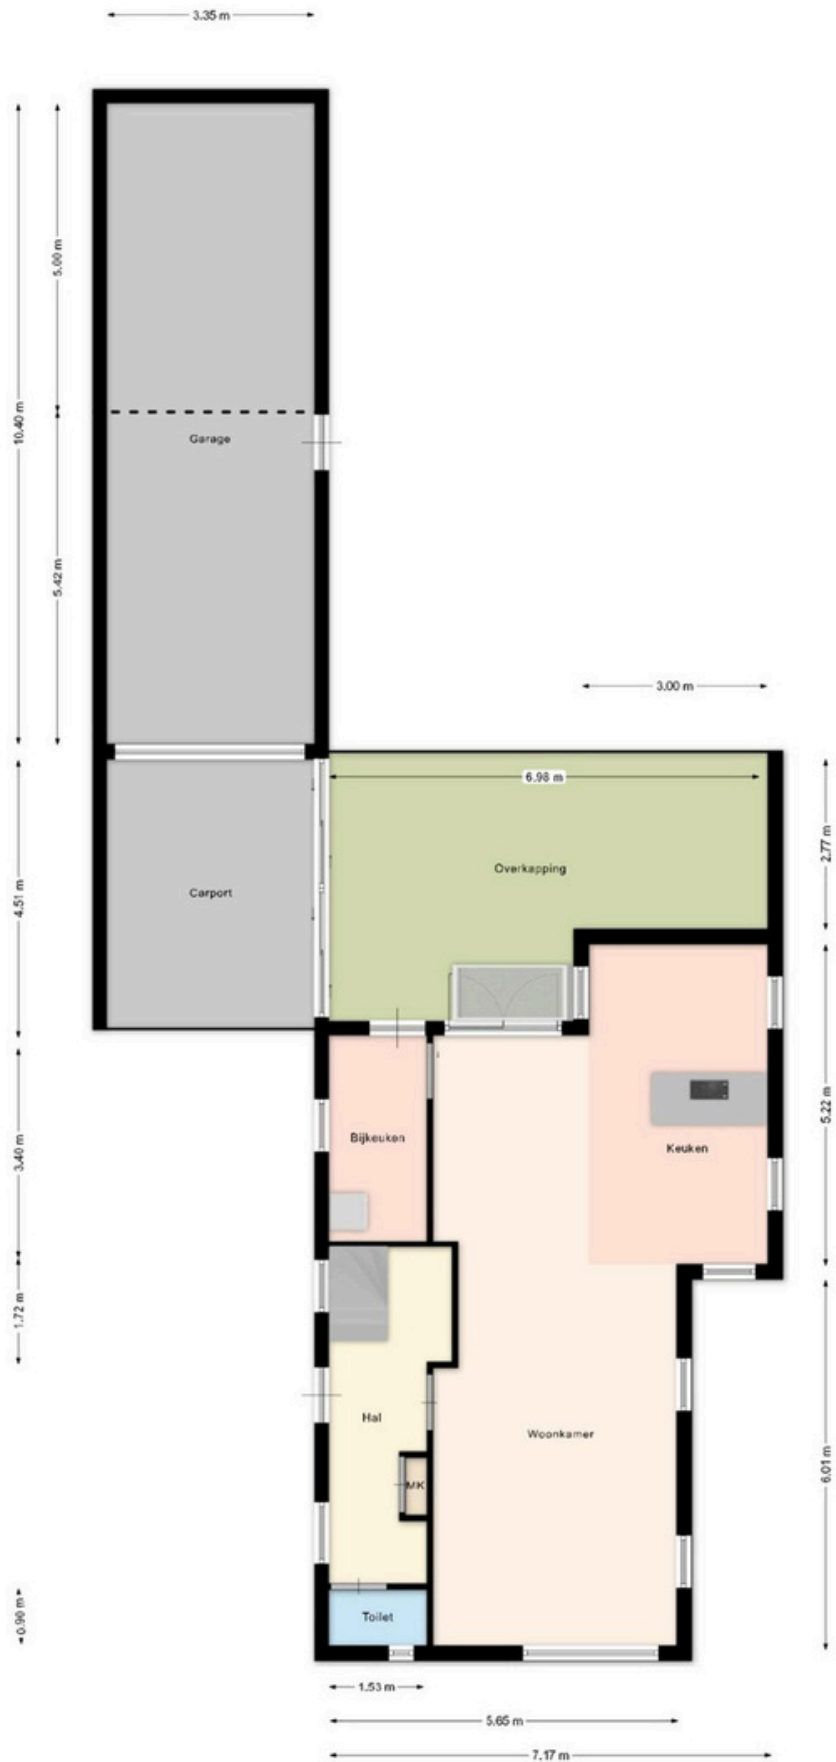 3.35 m
5.00 m
10.40 m
Garage
5.42 m
3.00 m
6.98 m
2.77 m
Overkapping
Carport
4.51 m
5.22 m
Bijkeuken
3.40 m
Keuken
1.72 m
Hal
Woonkamer
6.01 m
MK
0.90 m
Toilet
1.53 m
5.65 m
7.17 m